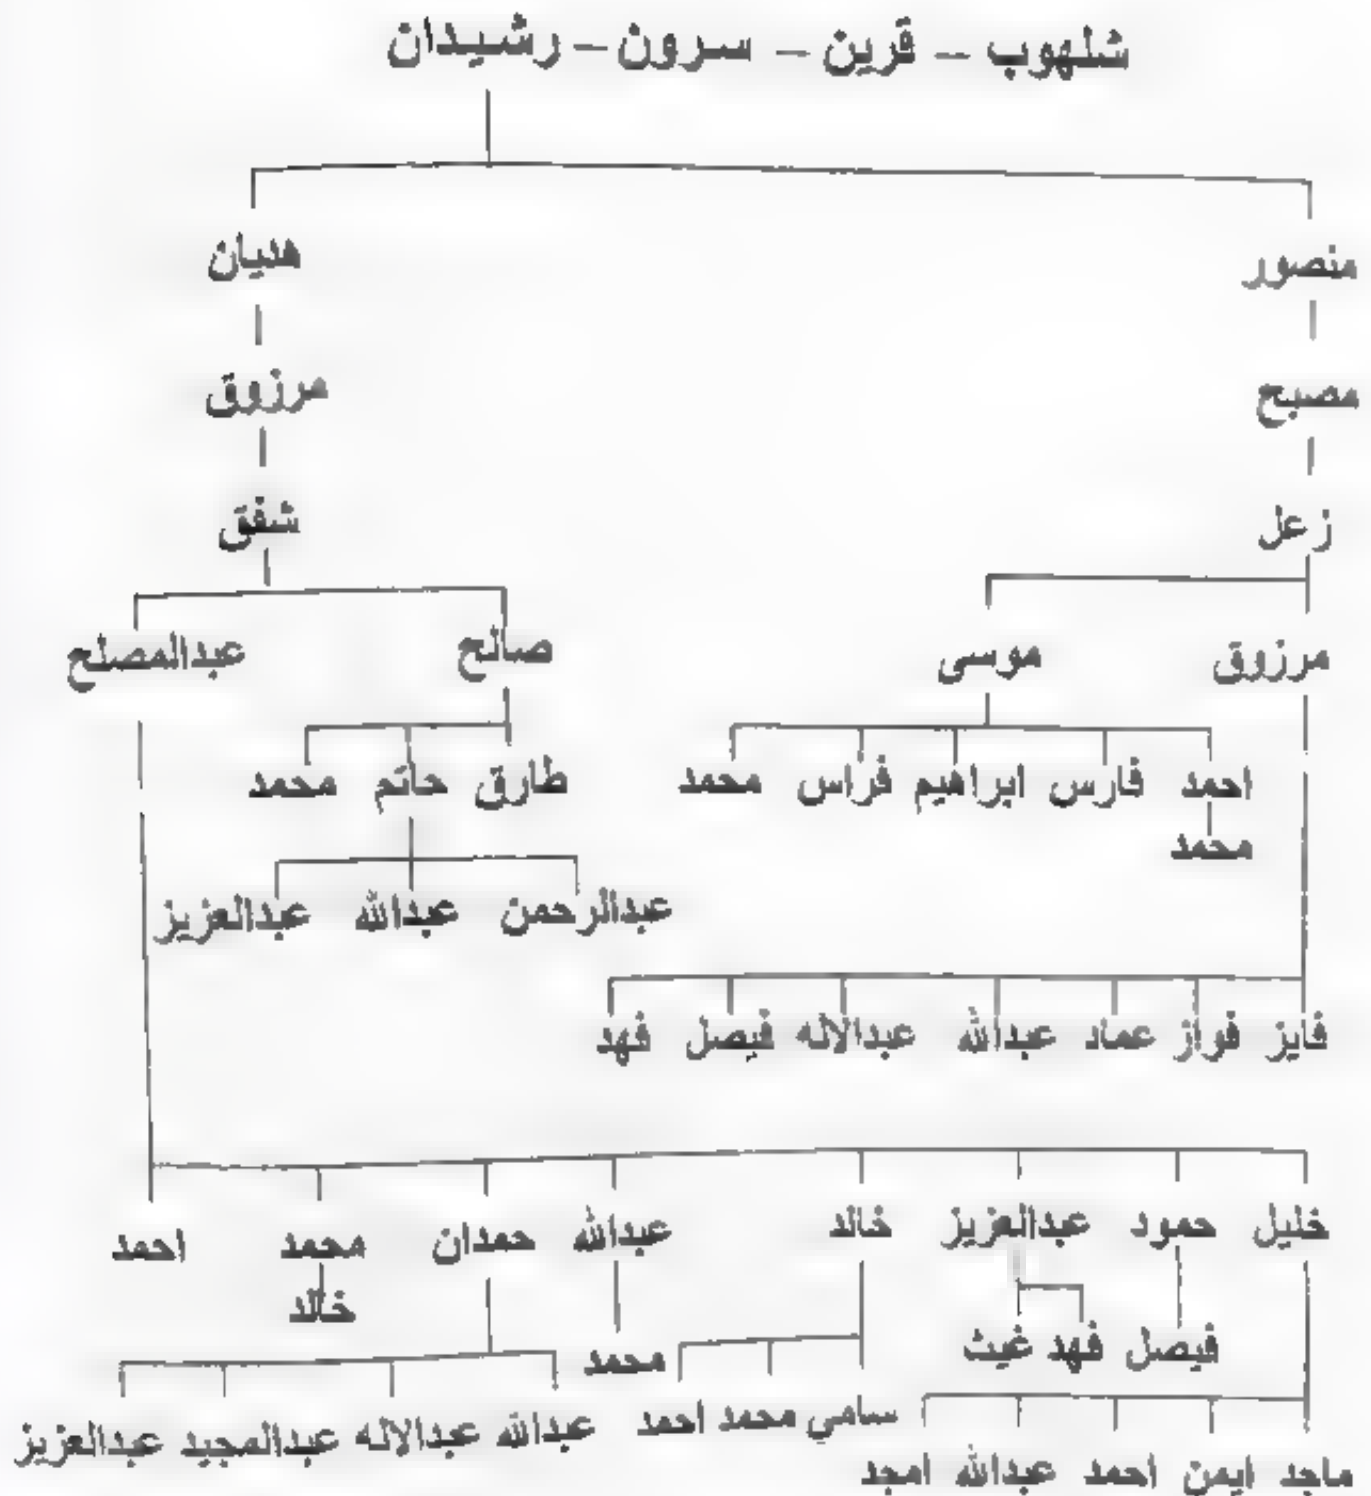 شلهوب – قرين – سرون – رشيدان
منصور هديان
مصبح مرزوق
زعل شفق
مرزوق موسى صالح عبدالمصلح
احمد فارس ابراهيم فراس محمد طارق حاتم محمد
محمد
عبدالرحمن عبدالله عبدالعزيز
فايز فواز عماد عبدالله عبدالاله فيصل فهد
خليل حمود عبدالعزيز خالد عبدالله حمدان محمد احمد
خالد
فيصل فهد غيث محمد
سامي محمد احمد عبدالله عبدالاله عبدالمجيد عبدالعزيز
ماجد ايمن احمد عبدالله امجد